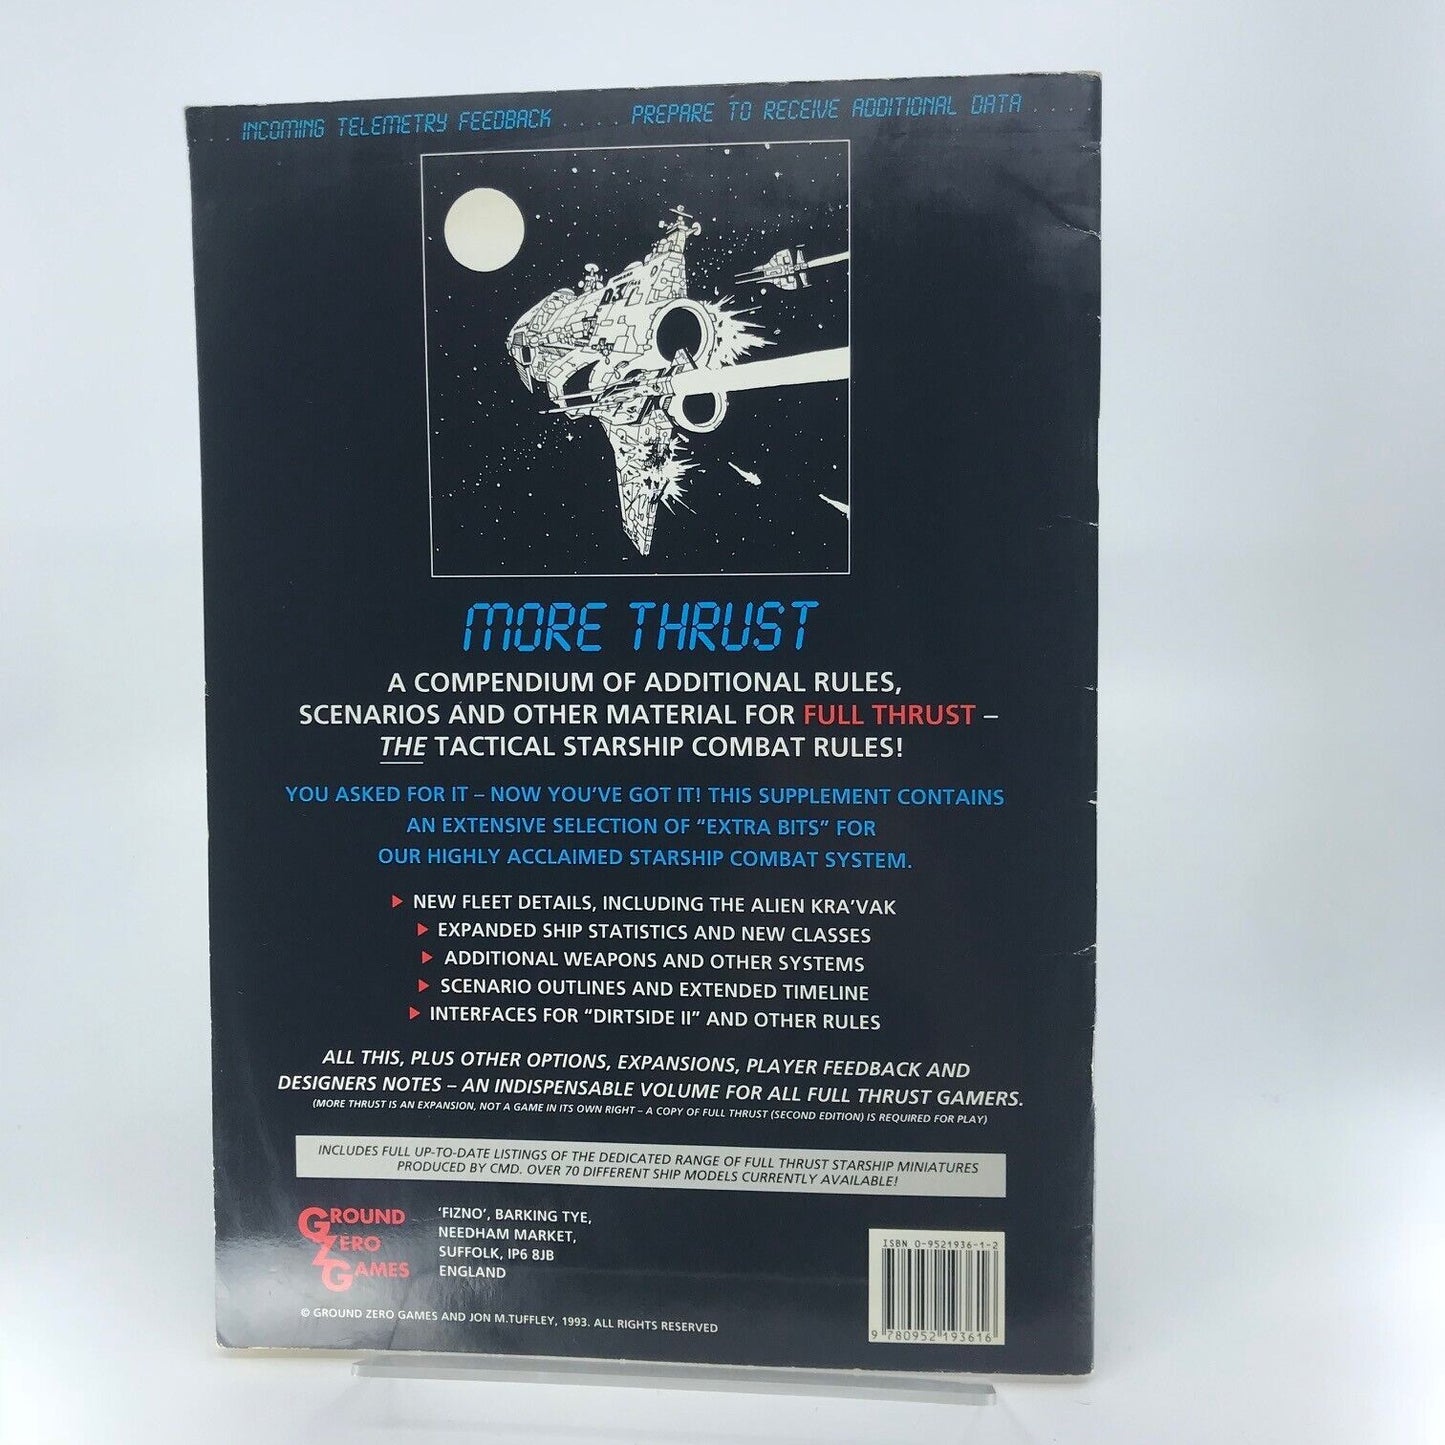 . . . INCOMING TELEMETRY FEEDBACK . . . . . PREPARE TO RECEIVE ADDITIONAL DATA . . . .
MORE THRUST
A COMPENDIUM OF ADDITIONAL RULES,
SCENARIOS AND OTHER MATERIAL FOR FULL THRUST –
THE TACTICAL STARSHIP COMBAT RULES!
YOU ASKED FOR IT – NOW YOU'VE GOT IT! THIS SUPPLEMENT CONTAINS
AN EXTENSIVE SELECTION OF "EXTRA BITS" FOR
OUR HIGHLY ACCLAIMED STARSHIP COMBAT SYSTEM.
NEW FLEET DETAILS, INCLUDING THE ALIEN KRA'VAK
EXPANDED SHIP STATISTICS AND NEW CLASSES
ADDITIONAL WEAPONS AND OTHER SYSTEMS
SCENARIO OUTLINES AND EXTENDED TIMELINE
INTERFACES FOR "DIRTSIDE II" AND OTHER RULES
ALL THIS, PLUS OTHER OPTIONS, EXPANSIONS, PLAYER FEEDBACK AND
DESIGNERS NOTES – AN INDISPENSABLE VOLUME FOR ALL FULL THRUST GAMERS.
(MORE THRUST IS AN EXPANSION, NOT A GAME IN ITS OWN RIGHT – A COPY OF FULL THRUST (SECOND EDITION) IS REQUIRED FOR PLAY)
INCLUDES FULL UP-TO-DATE LISTINGS OF THE DEDICATED RANGE OF FULL THRUST STARSHIP MINIATURES
PRODUCED BY CMD. OVER 70 DIFFERENT SHIP MODELS CURRENTLY AVAILABLE!
GROUND
ZERO
GAMES
'FIZNO', BARKING TYE,
NEEDHAM MARKET,
SUFFOLK, IP6 8JB
ENGLAND
© GROUND ZERO GAMES AND JON M.TUFFLEY, 1993. ALL RIGHTS RESERVED
ISBN 0-9521936-1-2
9 780952 193616